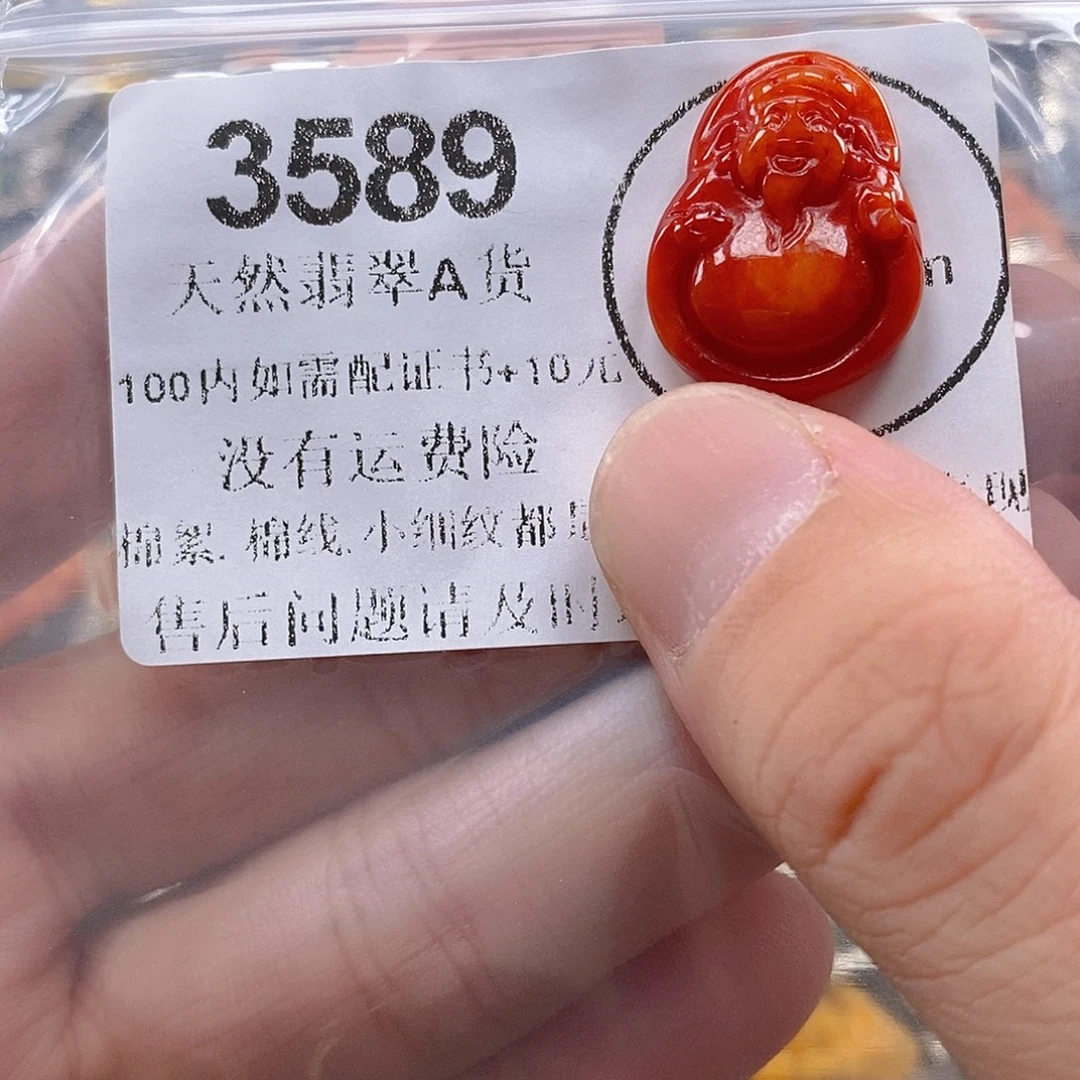 3589
天然翡翠A货
n
100内如需配证书+10元
没有运费险
棉絮.棉线.小细纹都
售后问题请及时